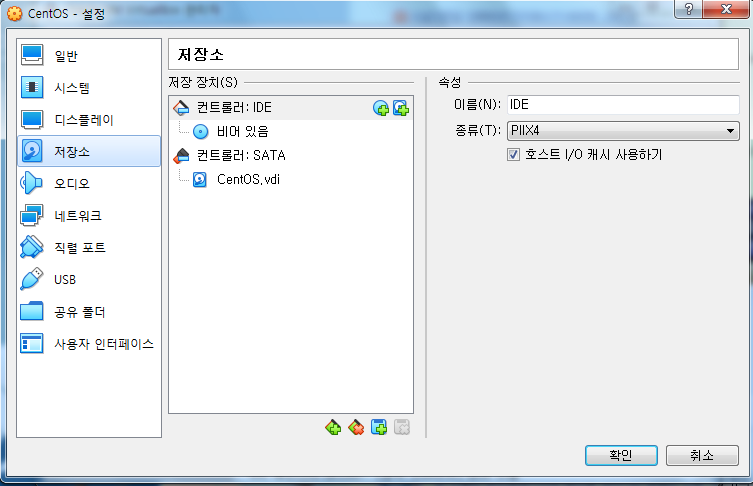 CentOS - 설정
일반
시스템
디스플레이
저장소
오디오
네트워크
직렬 포트
USB
공유 폴더
사용자 인터페이스
저장소
저장 장치(S)
컨트롤러: IDE
비어 있음
컨트롤러: SATA
CentOS.vdi
속성
이름(N): IDE
종류(T): PIIX4
호스트 I/O 캐시 사용하기
확인
취소